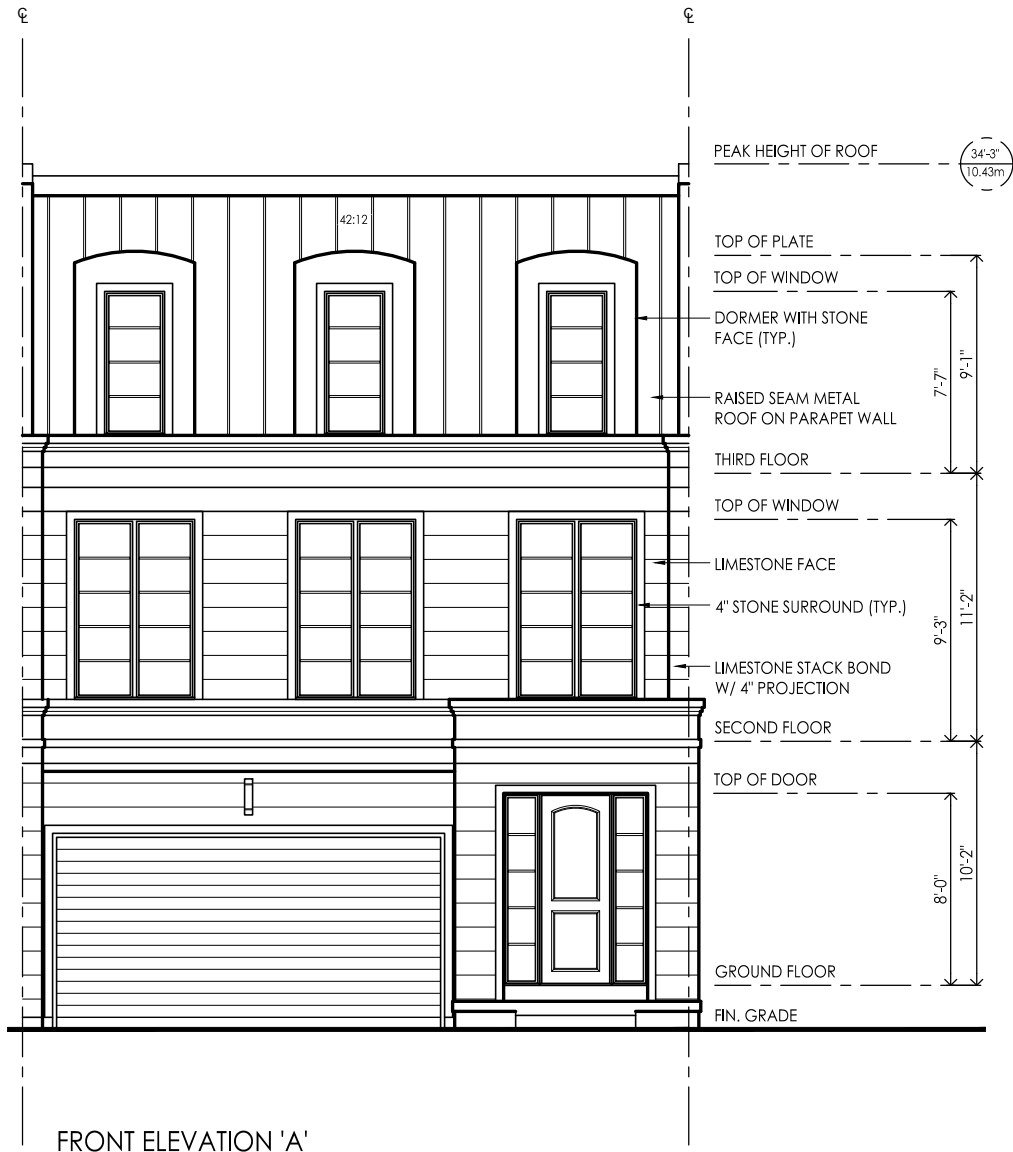 ℄ ℄
PEAK HEIGHT OF ROOF
34'-3"
10.43m
42:12
TOP OF PLATE
TOP OF WINDOW
DORMER WITH STONE
FACE (TYP.)
7'-7"
9'-1"
RAISED SEAM METAL
ROOF ON PARAPET WALL
THIRD FLOOR
TOP OF WINDOW
LIMESTONE FACE
4" STONE SURROUND (TYP.)
9'-3"
11'-2"
LIMESTONE STACK BOND
W/ 4" PROJECTION
SECOND FLOOR
TOP OF DOOR
8'-0"
10'-2"
GROUND FLOOR
FIN. GRADE
FRONT ELEVATION 'A'